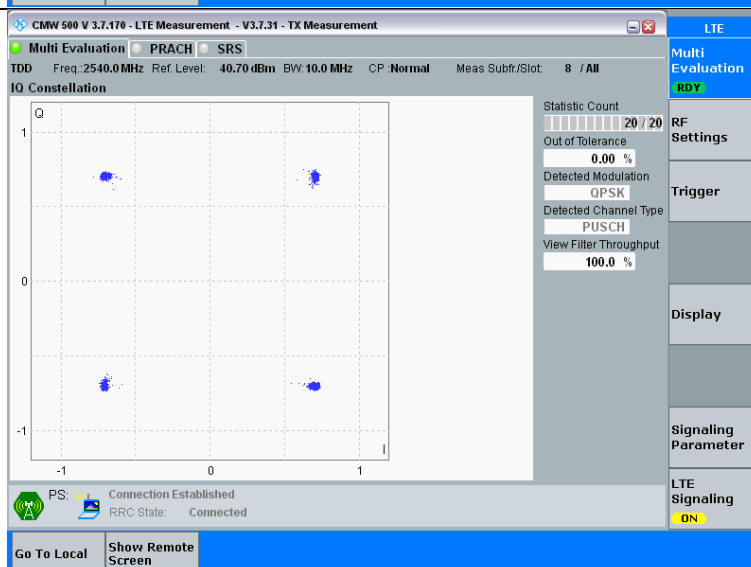 CMW 500 V 3.7.170 - LTE Measurement - V3.7.31 - TX Measurement
LTE
Multi Evaluation PRACH SRS
Multi
Evaluation
RDY
TDD Freq.:2540.0 MHz Ref. Level: 40.70 dBm BW:10.0 MHz CP :Normal Meas Subfr./Slot: 8 / All
IQ Constellation
Q
1
0
-1
I
-1 0 1
Statistic Count
20 / 20
Out of Tolerance
0.00 %
Detected Modulation
QPSK
Detected Channel Type
PUSCH
View Filter Throughput
100.0 %
RF
Settings
Trigger
Display
Signaling
Parameter
LTE
Signaling
ON
PS: Connection Established
RRC State: Connected
Go To Local
Show Remote
Screen